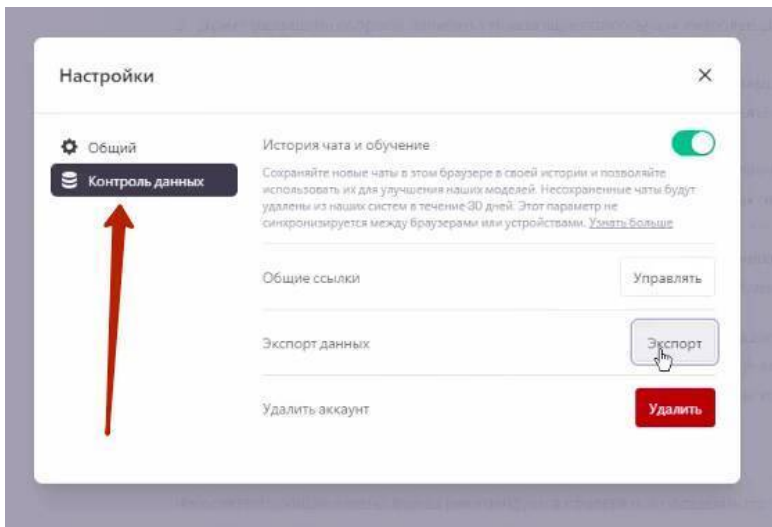 Настройки
Общий
Контроль данных
История чата и обучение
Сохраняйте новые чаты в этом браузере в своей истории и позволяйте
использовать их для улучшения наших моделей. Несохраненные чаты будут
удалены из наших систем в течение 30 дней. Этот параметр не
синхронизируется между браузерами или устройствами. Узнать больше
Общие ссылки
Управлять
Экспорт данных
Экспорт
Удалить аккаунт
Удалить